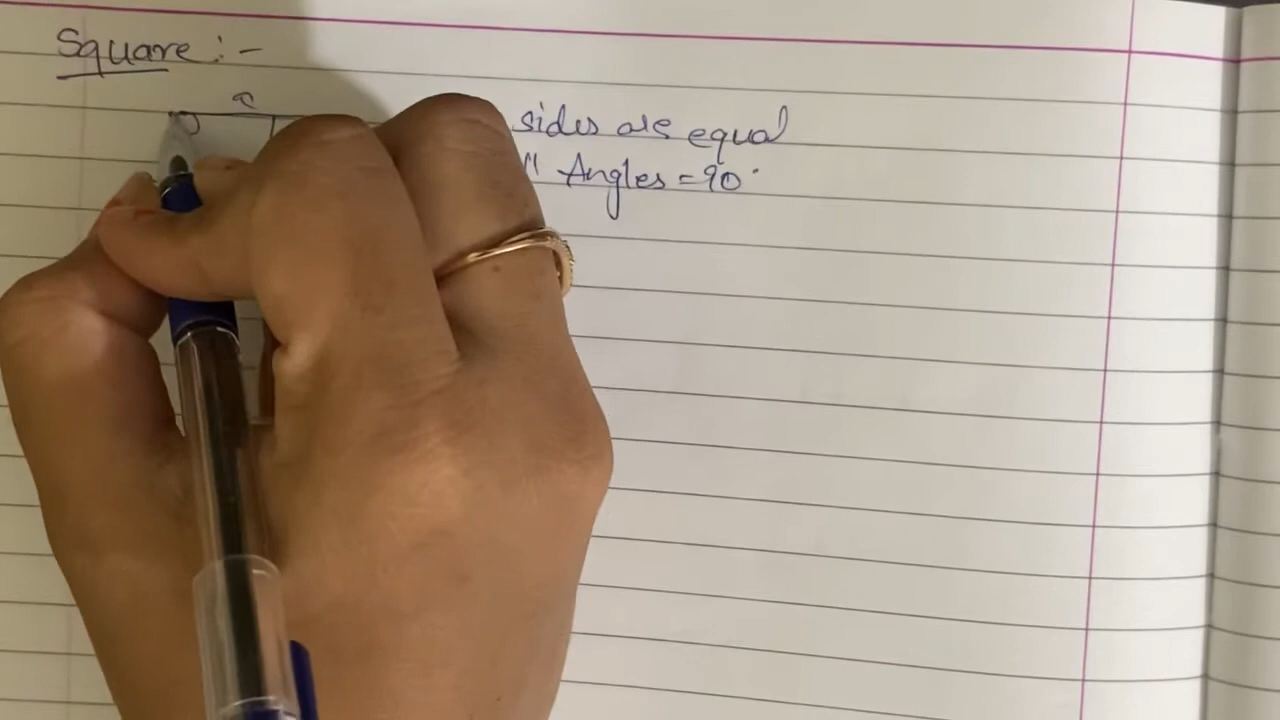 Square :-
a
sides are equal
" Angles = 90°